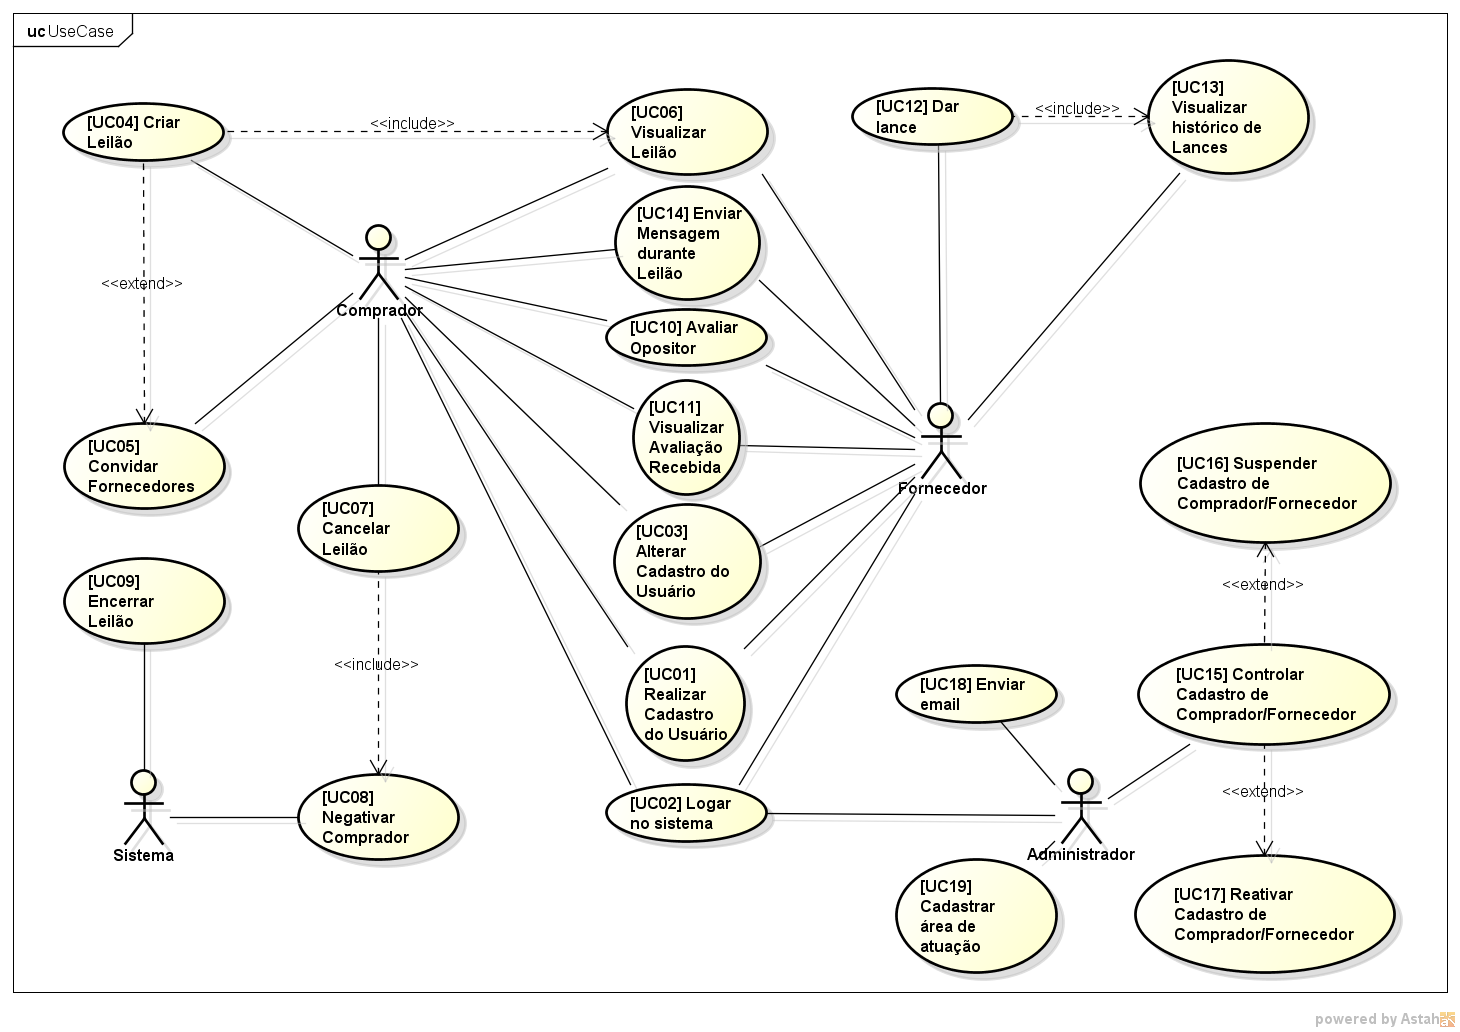 uc UseCase
[UC04] Criar
Leilão
<<include>>
[UC06]
Visualizar
Leilão
[UC12] Dar
lance
<<include>>
[UC13]
Visualizar
histórico de
Lances
[UC14] Enviar
Mensagem
durante
Leilão
<<extend>>
Comprador
[UC10] Avaliar
Opositor
[UC11]
Visualizar
Avaliação
Recebida
[UC05]
Convidar
Fornecedores
Fornecedor
[UC16] Suspender
Cadastro de
Comprador/Fornecedor
[UC07]
Cancelar
Leilão
[UC03]
Alterar
Cadastro do
Usuário
[UC09]
Encerrar
Leilão
<<extend>>
<<include>>
[UC01]
Realizar
Cadastro
do Usuário
[UC18] Enviar
email
[UC15] Controlar
Cadastro de
Comprador/Fornecedor
<<extend>>
[UC08]
Negativar
Comprador
[UC02] Logar
no sistema
Sistema
Administrador
[UC19]
Cadastrar
área de
atuação
[UC17] Reativar
Cadastro de
Comprador/Fornecedor
powered by Astah